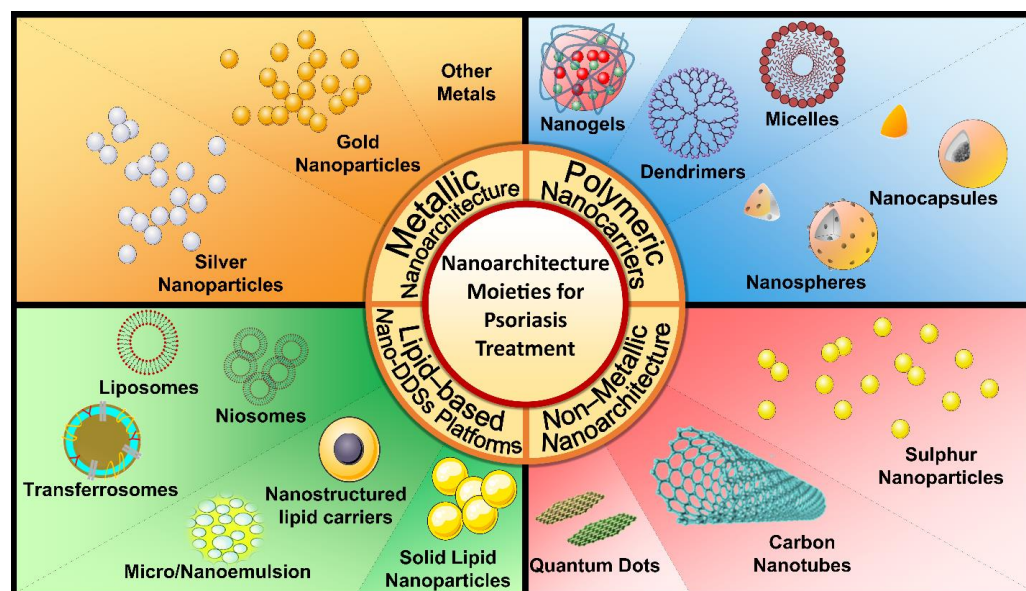 Other
Metals
Gold
Nanoparticles
Silver
Nanoparticles
Nanogels
Dendrimers
Micelles
Nanocapsules
Nanospheres
Metallic
Nanoarchitecture
Polymeric
Nanocarriers
Nanoarchitecture
Moieties for
Psoriasis
Treatment
Lipid–based
Nano-DDSs Platforms
Non–Metallic
Nanoarchitecture
Liposomes
Niosomes
Transferrosomes
Nanostructured
lipid carriers
Micro/Nanoemulsion
Solid Lipid
Nanoparticles
Sulphur
Nanoparticles
Quantum Dots
Carbon
Nanotubes